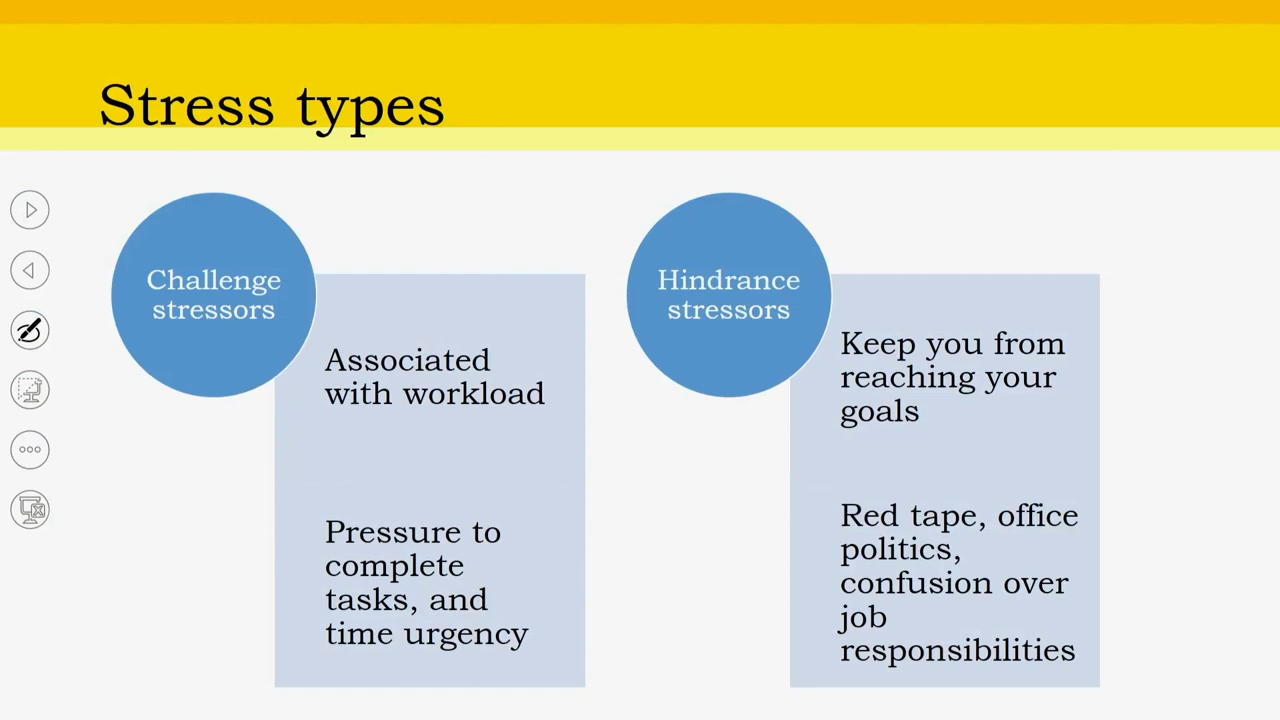 Stress types
Challenge
stressors
Associated
with workload
Pressure to
complete
tasks, and
time urgency
Hindrance
stressors
Keep you from
reaching your
goals
Red tape, office
politics,
confusion over
job
responsibilities